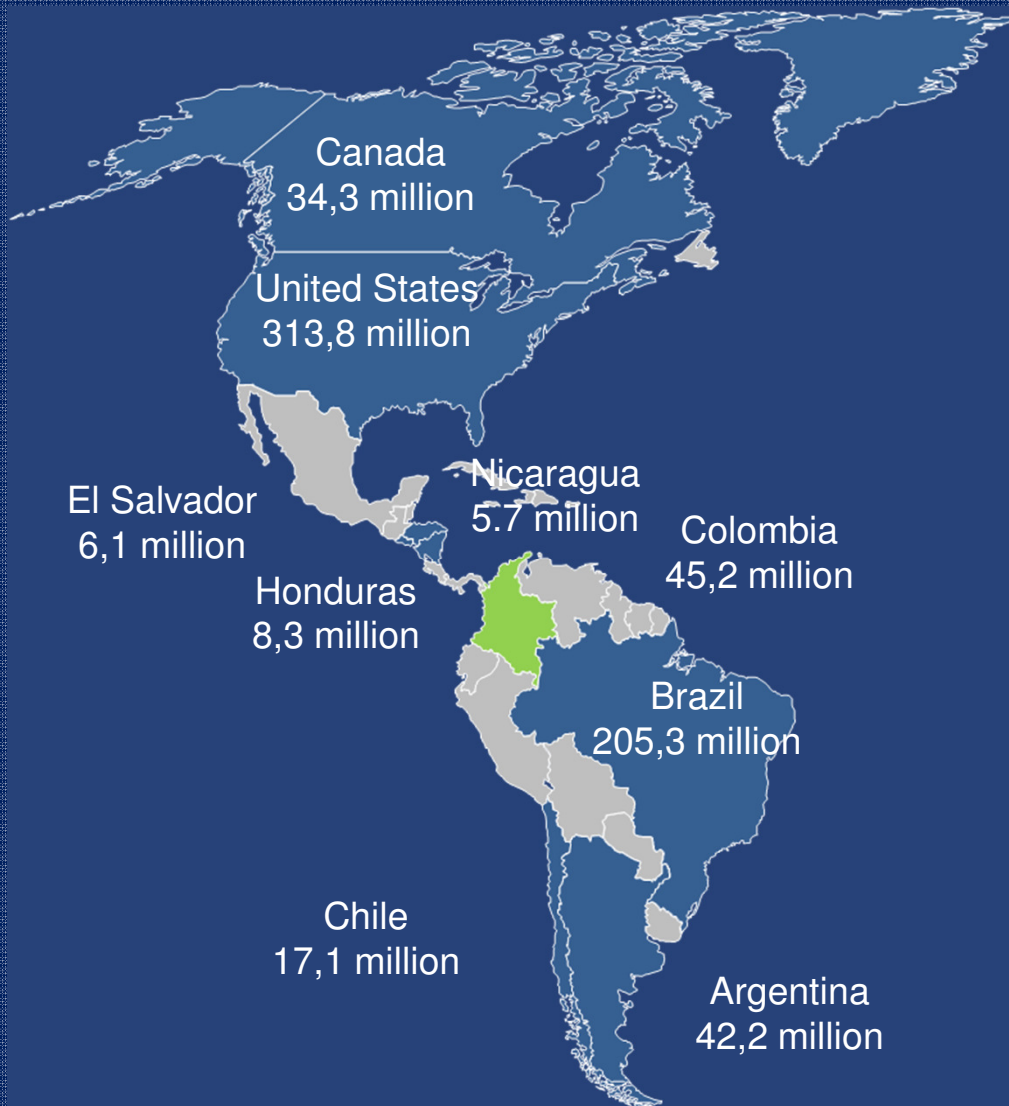 Canada
34,3 million
United States
313,8 million
Nicaragua
5.7 million
El Salvador
6,1 million
Colombia
45,2 million
Honduras
8,3 million
Brazil
205,3 million
Chile
17,1 million
Argentina
42,2 million